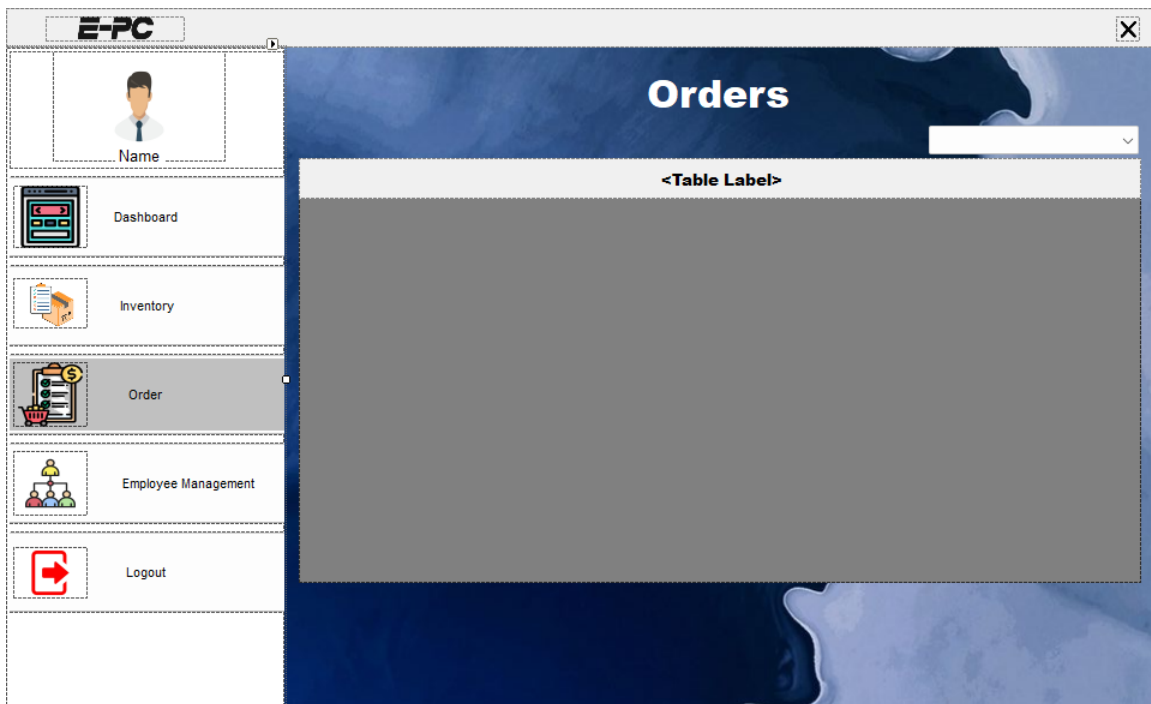 E-PC
Name
Dashboard
Inventory
Order
Employee Management
Logout
Orders
<Table Label>